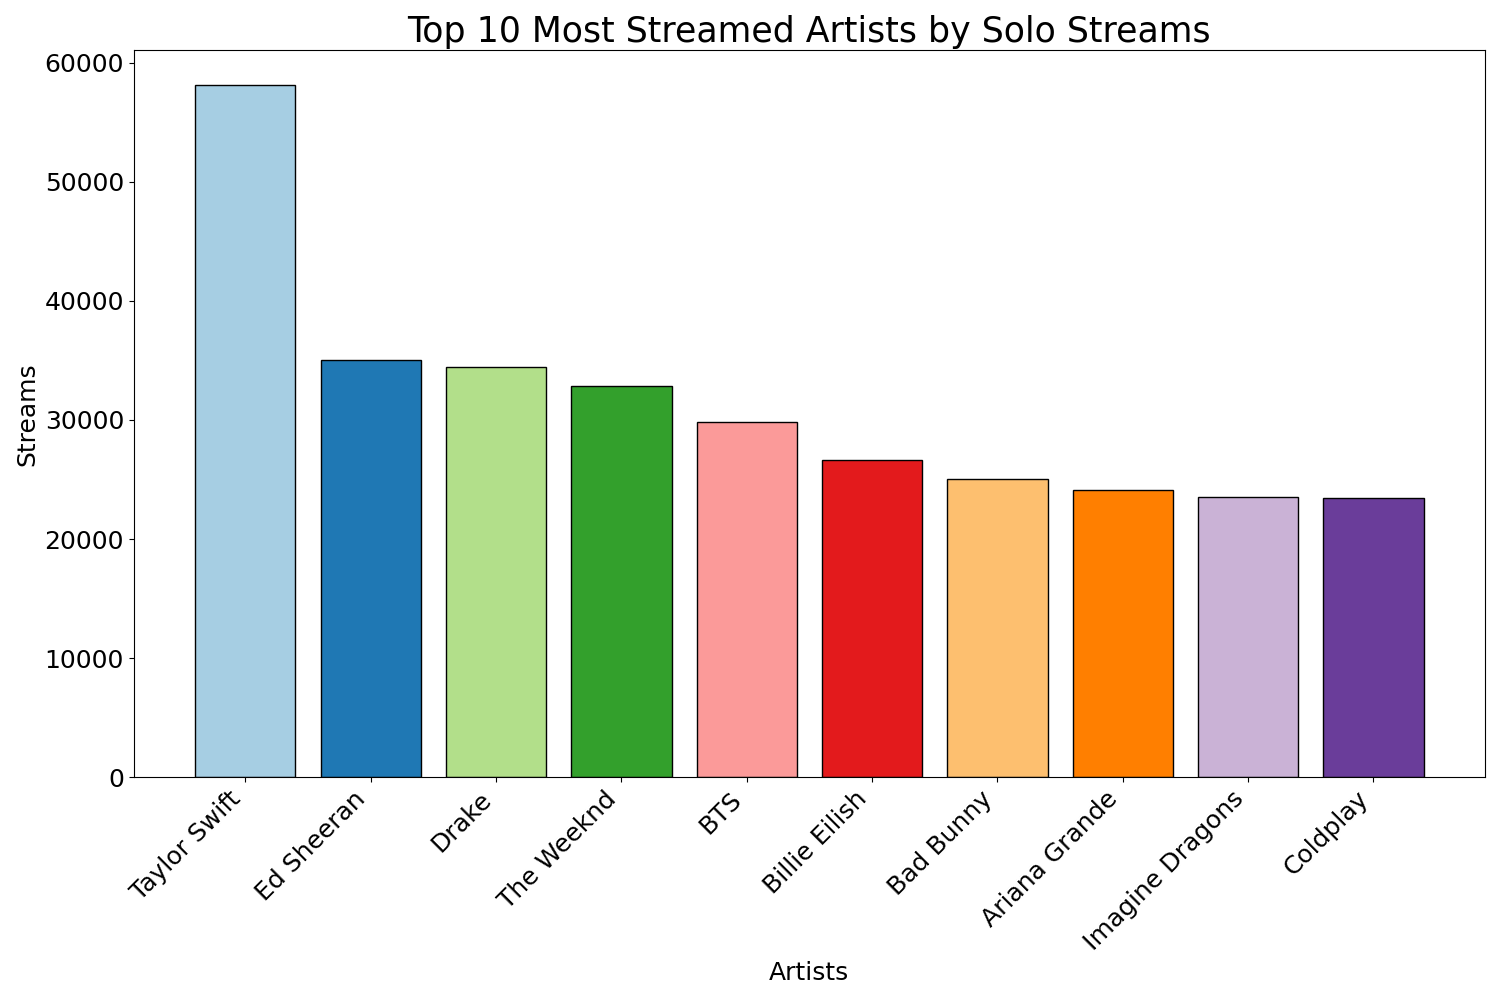 Top 10 Most Streamed Artists by Solo Streams
60000
50000
40000
30000
20000
10000
0
Streams
Taylor Swift
Ed Sheeran
Drake
The Weeknd
BTS
Billie Eilish
Bad Bunny
Ariana Grande
Imagine Dragons
Coldplay
Artists